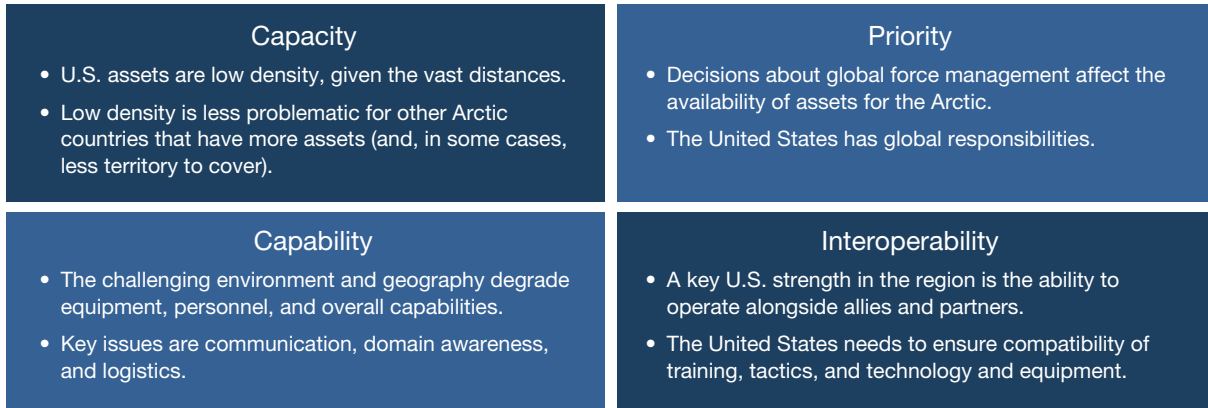 Capacity
• U.S. assets are low density, given the vast distances.
• Low density is less problematic for other Arctic
countries that have more assets (and, in some cases,
less territory to cover).
Priority
• Decisions about global force management affect the
availability of assets for the Arctic.
• The United States has global responsibilities.
Capability
• The challenging environment and geography degrade
equipment, personnel, and overall capabilities.
• Key issues are communication, domain awareness,
and logistics.
Interoperability
• A key U.S. strength in the region is the ability to
operate alongside allies and partners.
• The United States needs to ensure compatibility of
training, tactics, and technology and equipment.